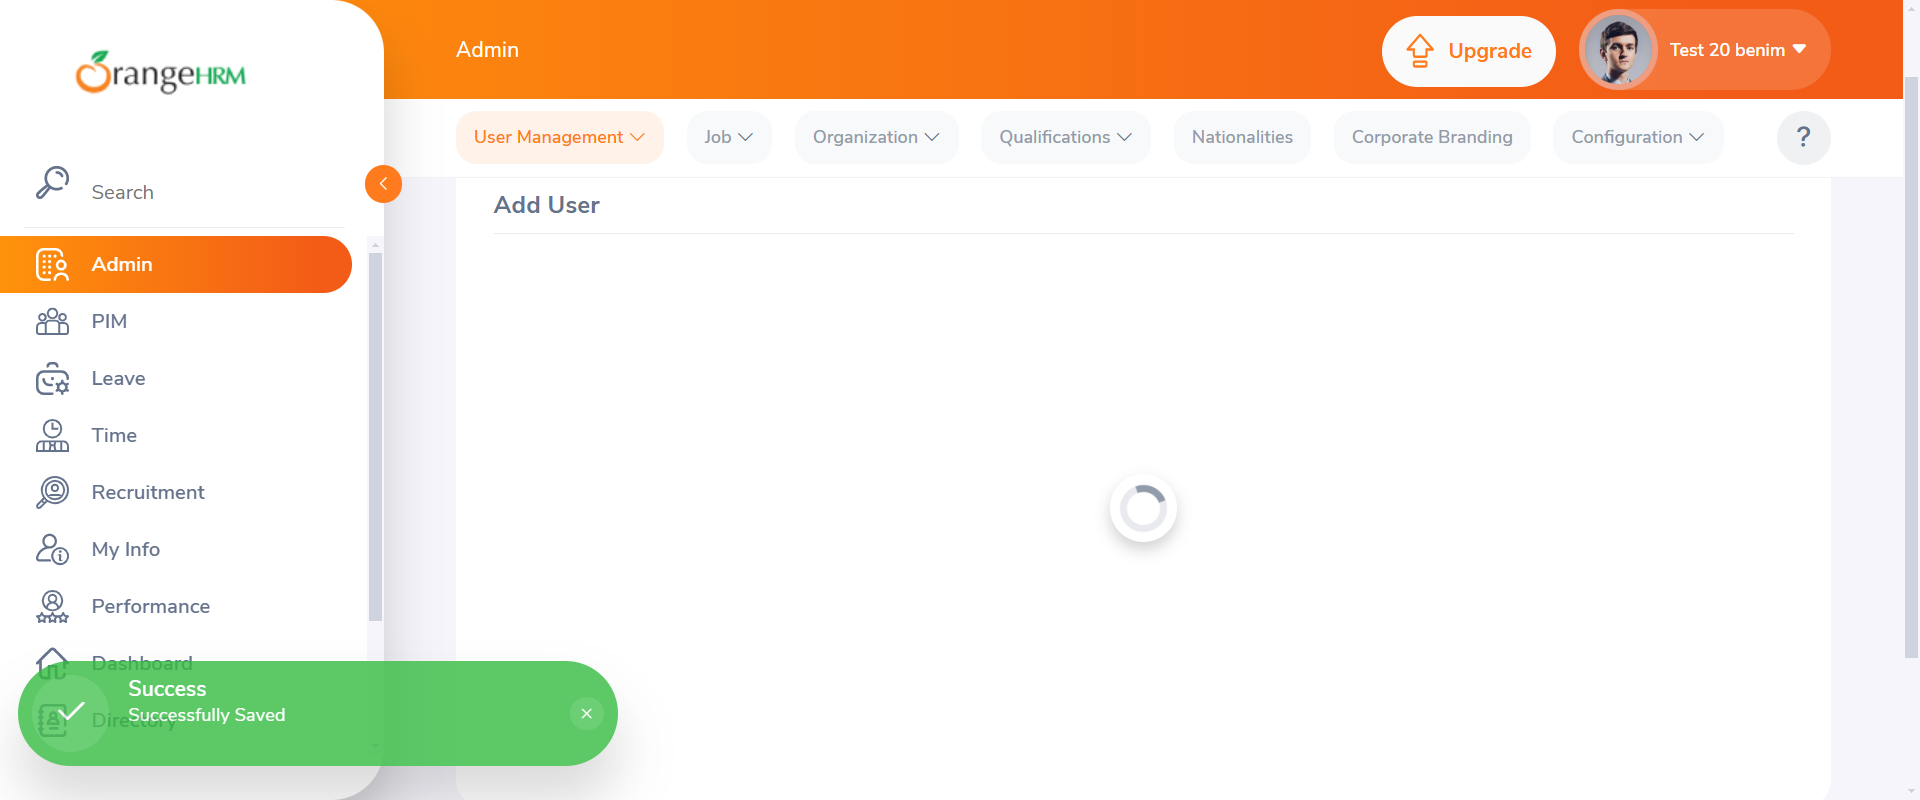 OrangeHRM
Admin
Upgrade
Test 20 benim
User Management
Job
Organization
Qualifications
Nationalities
Corporate Branding
Configuration
?
Search
Add User
Admin
PIM
Leave
Time
Recruitment
My Info
Performance
Dashboard
Directory
Success
Successfully Saved